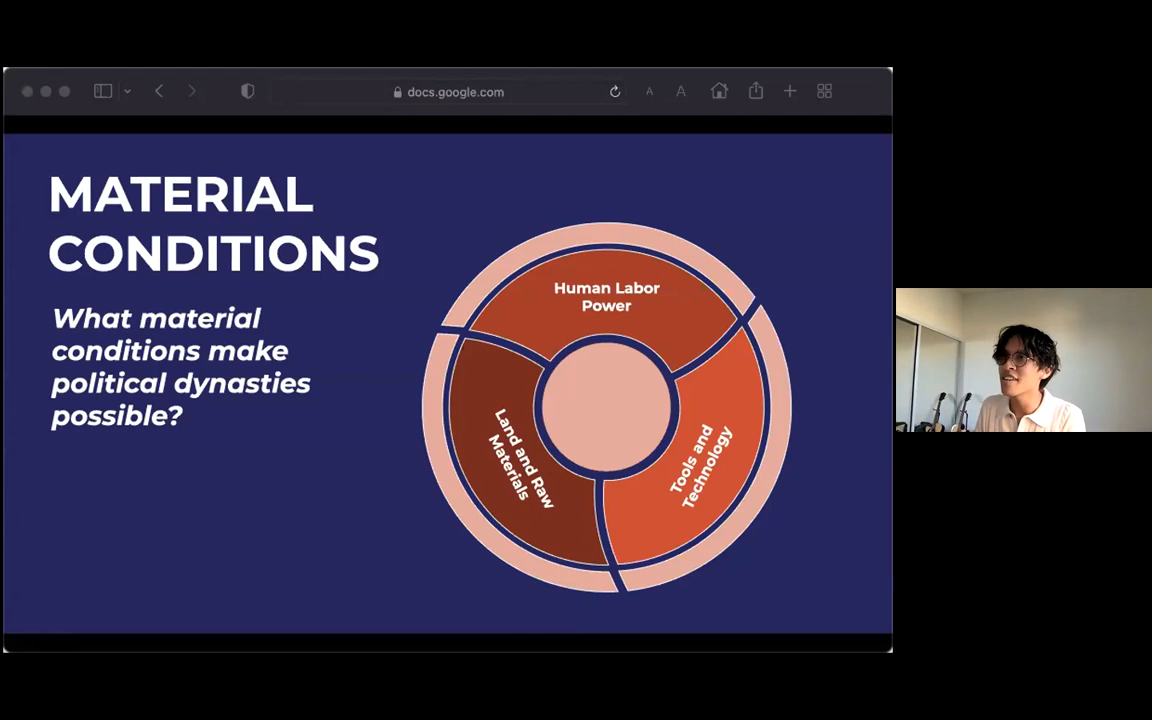 docs.google.com
A A
MATERIAL
CONDITIONS
What material
conditions make
political dynasties
possible?
Human Labor
Power
Land and Raw
Materials
Tools and
Technology